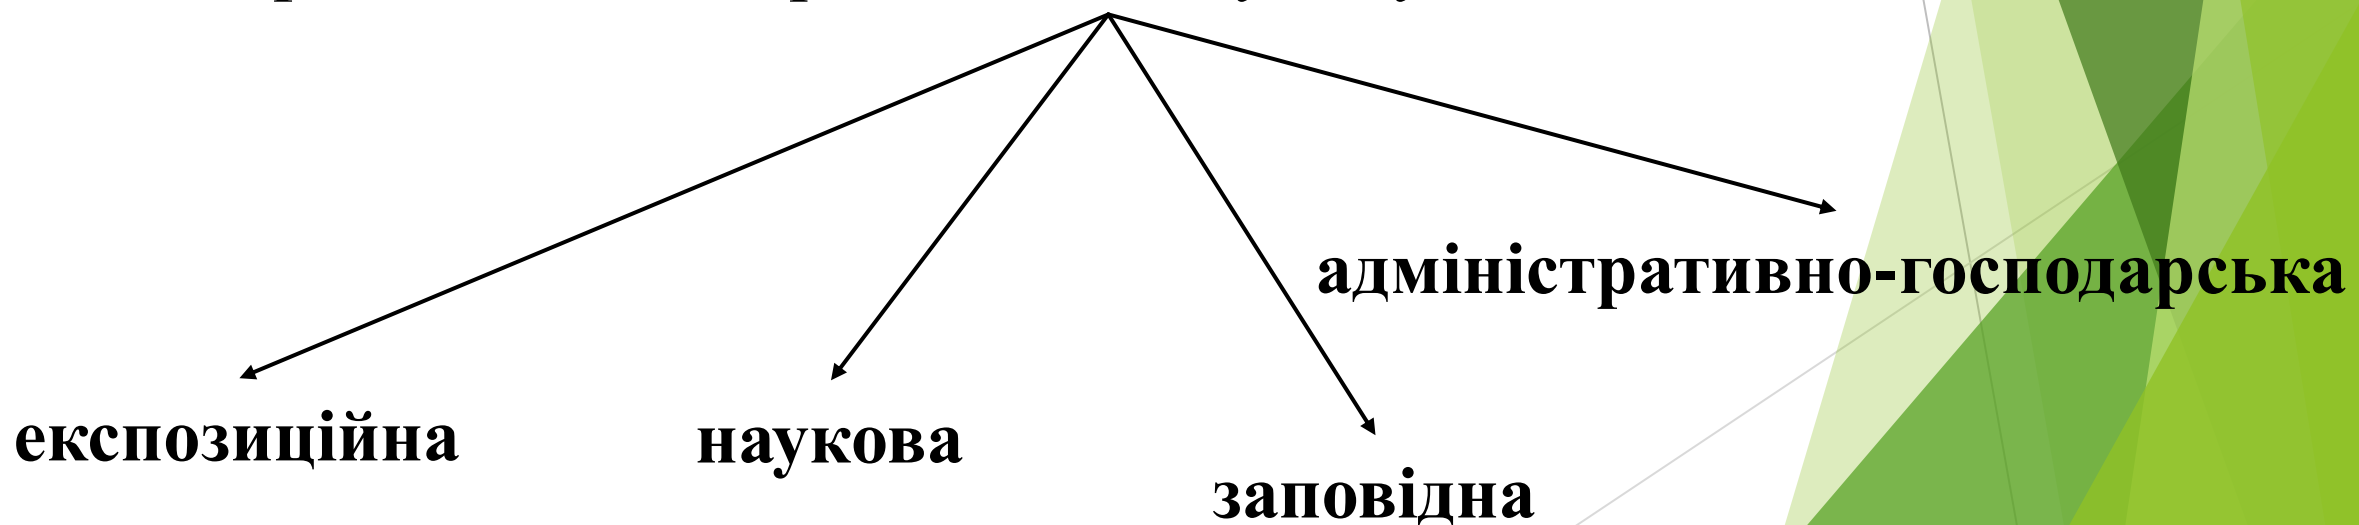 адміністративно-господарська
експозиційна
наукова
заповідна